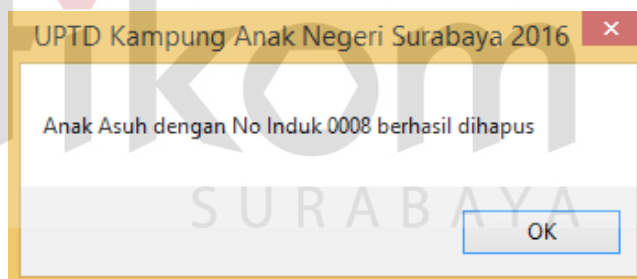 UPTD Kampung Anak Negeri Surabaya 2016
Anak Asuh dengan No Induk 0008 berhasil dihapus
SURABAYA
OK